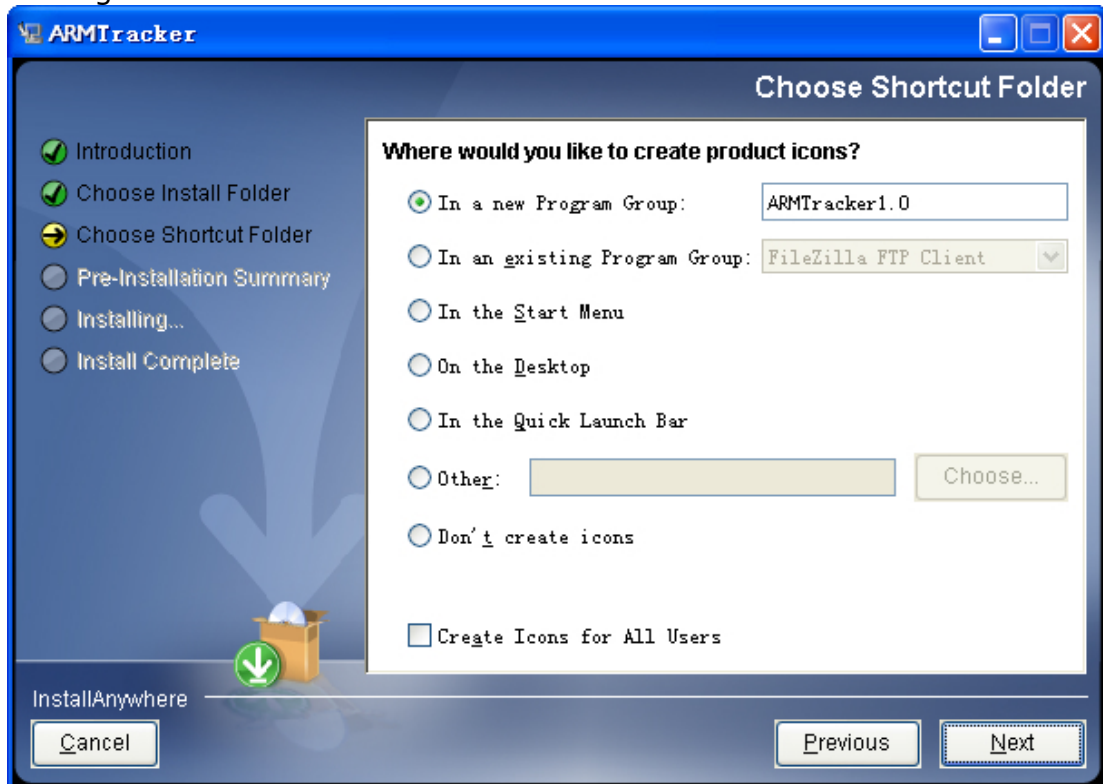 ARMTracker
Choose Shortcut Folder
Introduction
Choose Install Folder
Choose Shortcut Folder
Pre-Installation Summary
Installing...
Install Complete
Where would you like to create product icons?
In a new Program Group: ARMTracker1.0
In an existing Program Group: FileZilla FTP Client
In the Start Menu
On the Desktop
In the Quick Launch Bar
Other: Choose...
Don't create icons
Create Icons for All Users
InstallAnywhere
Cancel Previous Next